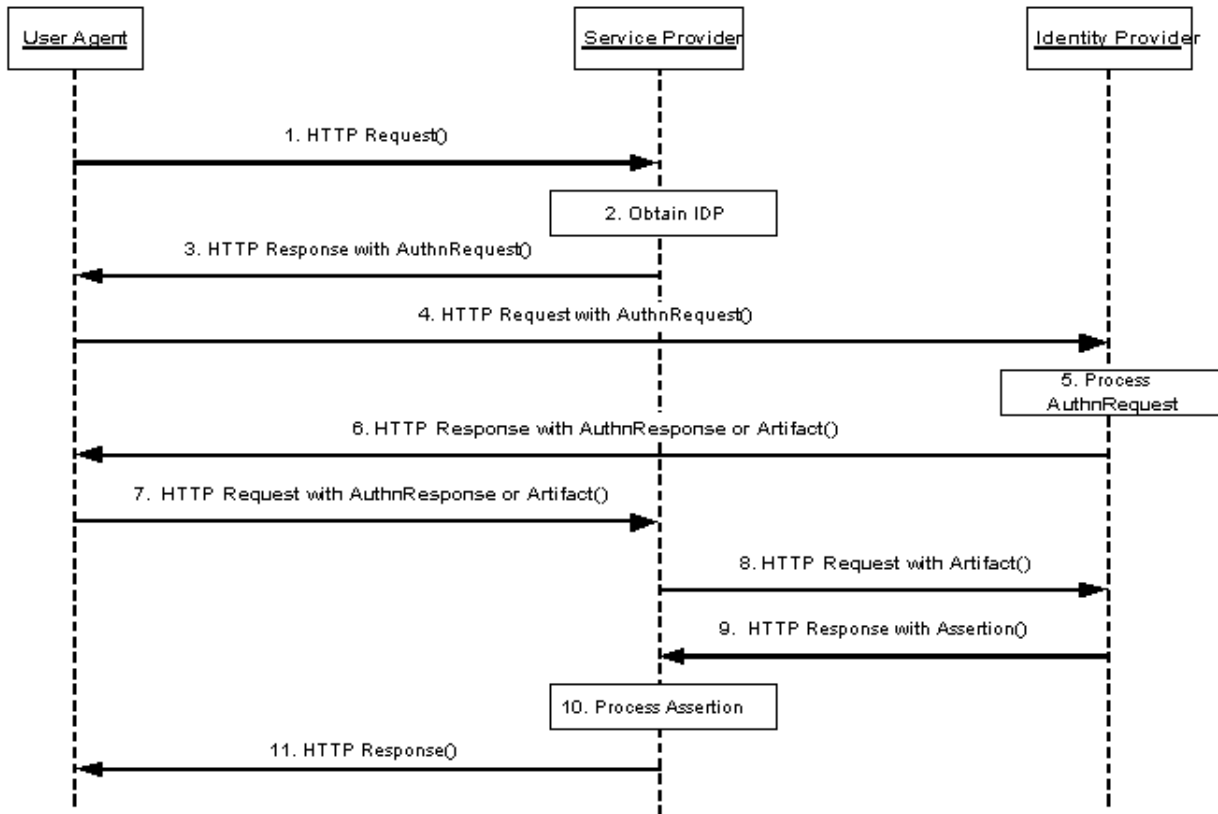 User Agent
Service Provider
Identity Provider
1. HTTP Request()
2. Obtain IDP
3. HTTP Response with AuthnRequest()
4. HTTP Request with AuthnRequest()
5. Process
AuthnRequest
6. HTTP Response with AuthnResponse or Artifact()
7. HTTP Request with AuthnResponse or Artifact()
8. HTTP Request with Artifact()
9. HTTP Response with Assertion()
10. Process Assertion
11. HTTP Response()